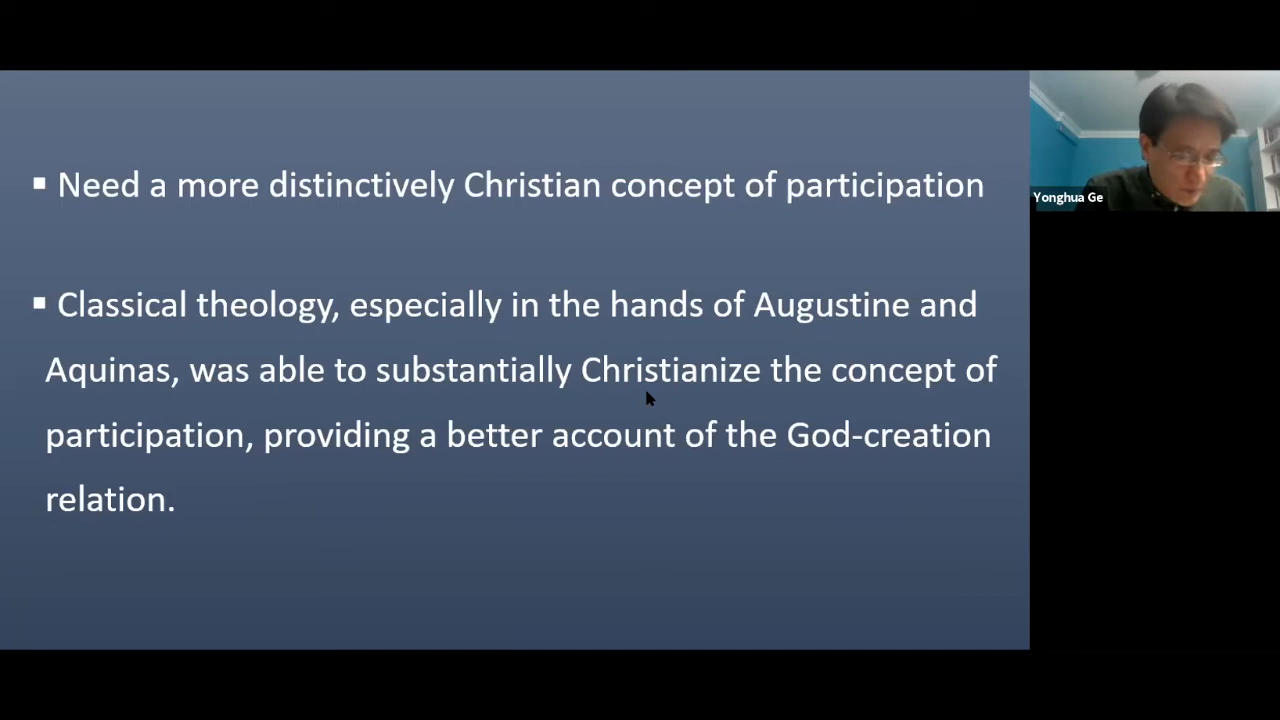 ▪ Need a more distinctively Christian concept of participation
▪ Classical theology, especially in the hands of Augustine and
Aquinas, was able to substantially Christianize the concept of
participation, providing a better account of the God-creation
relation.
Yonghua Ge